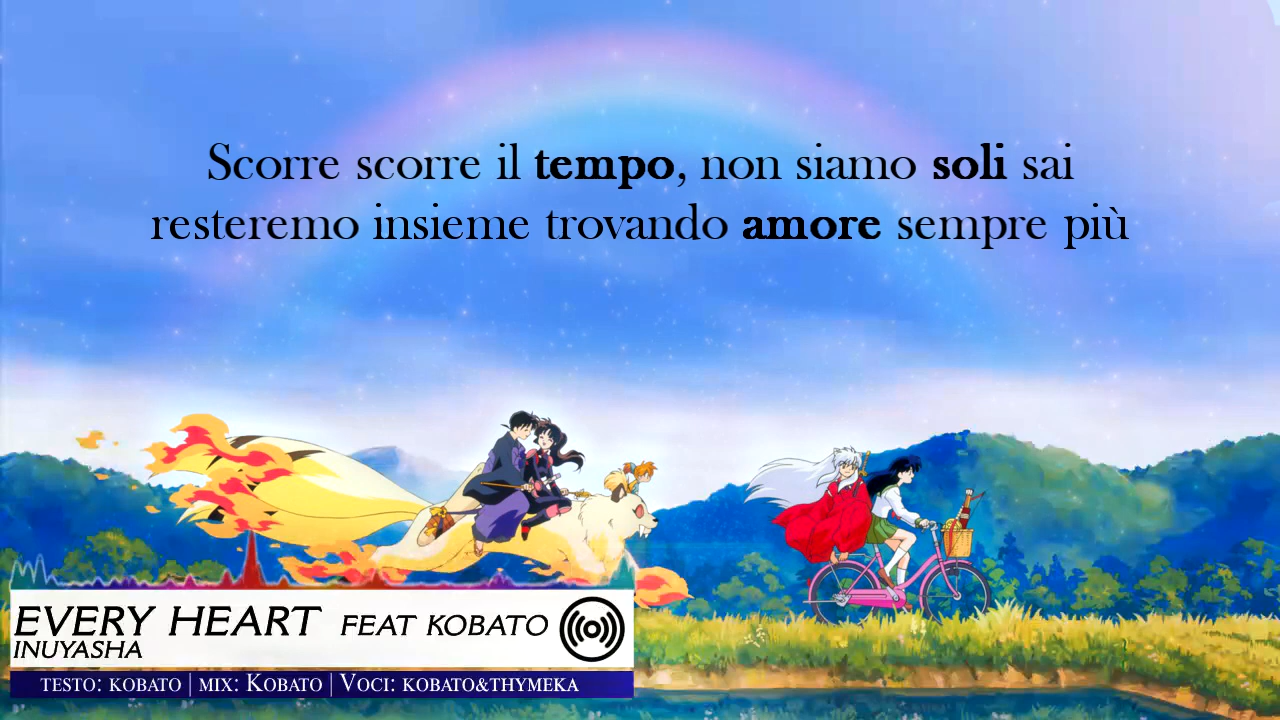 Scorre scorre il tempo, non siamo soli sai
resteremo insieme trovando amore sempre più
EVERY HEART FEAT KOBATO
INUYASHA
TESTO: KOBATO | MIX: KOBATO | VOCI: KOBATO&THYMEKA